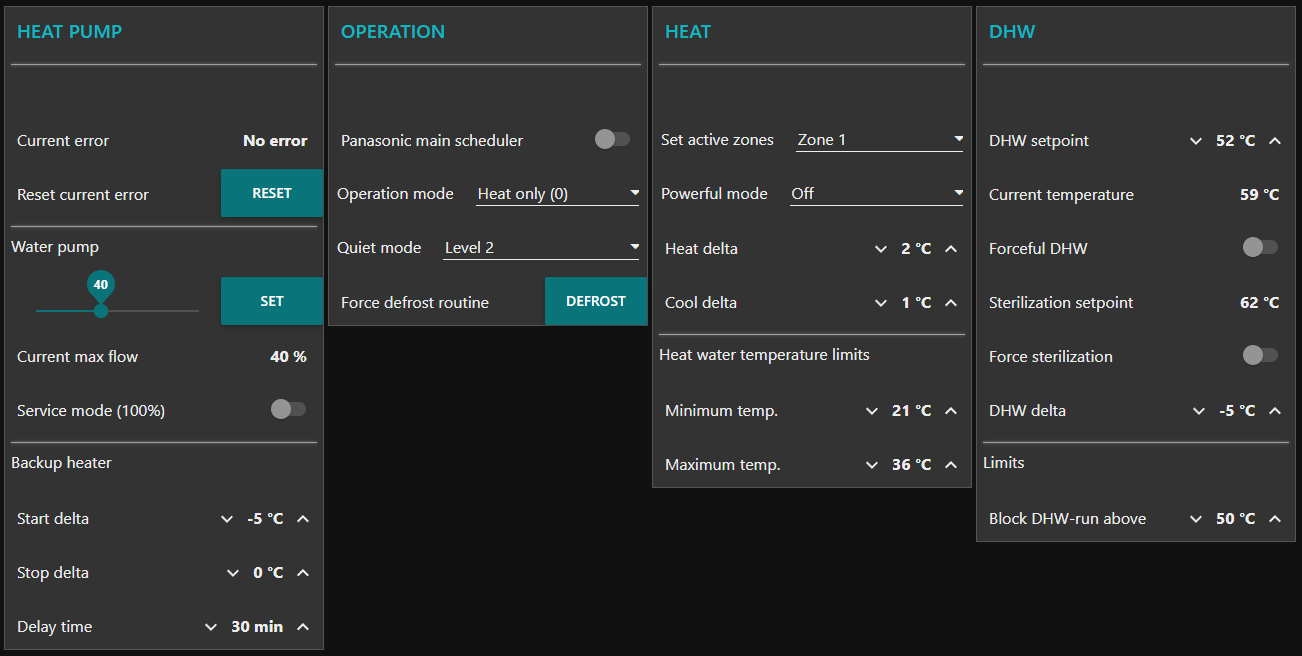 HEAT PUMP
Current error No error
Reset current error RESET
Water pump
40
SET
Current max flow 40 %
Service mode (100%)
Backup heater
Start delta -5 °C
Stop delta 0 °C
Delay time 30 min
OPERATION
Panasonic main scheduler
Operation mode Heat only (0)
Quiet mode Level 2
Force defrost routine DEFROST
HEAT
Set active zones Zone 1
Powerful mode Off
Heat delta 2 °C
Cool delta 1 °C
Heat water temperature limits
Minimum temp. 21 °C
Maximum temp. 36 °C
DHW
DHW setpoint 52 °C
Current temperature 59 °C
Forceful DHW
Sterilization setpoint 62 °C
Force sterilization
DHW delta -5 °C
Limits
Block DHW-run above 50 °C